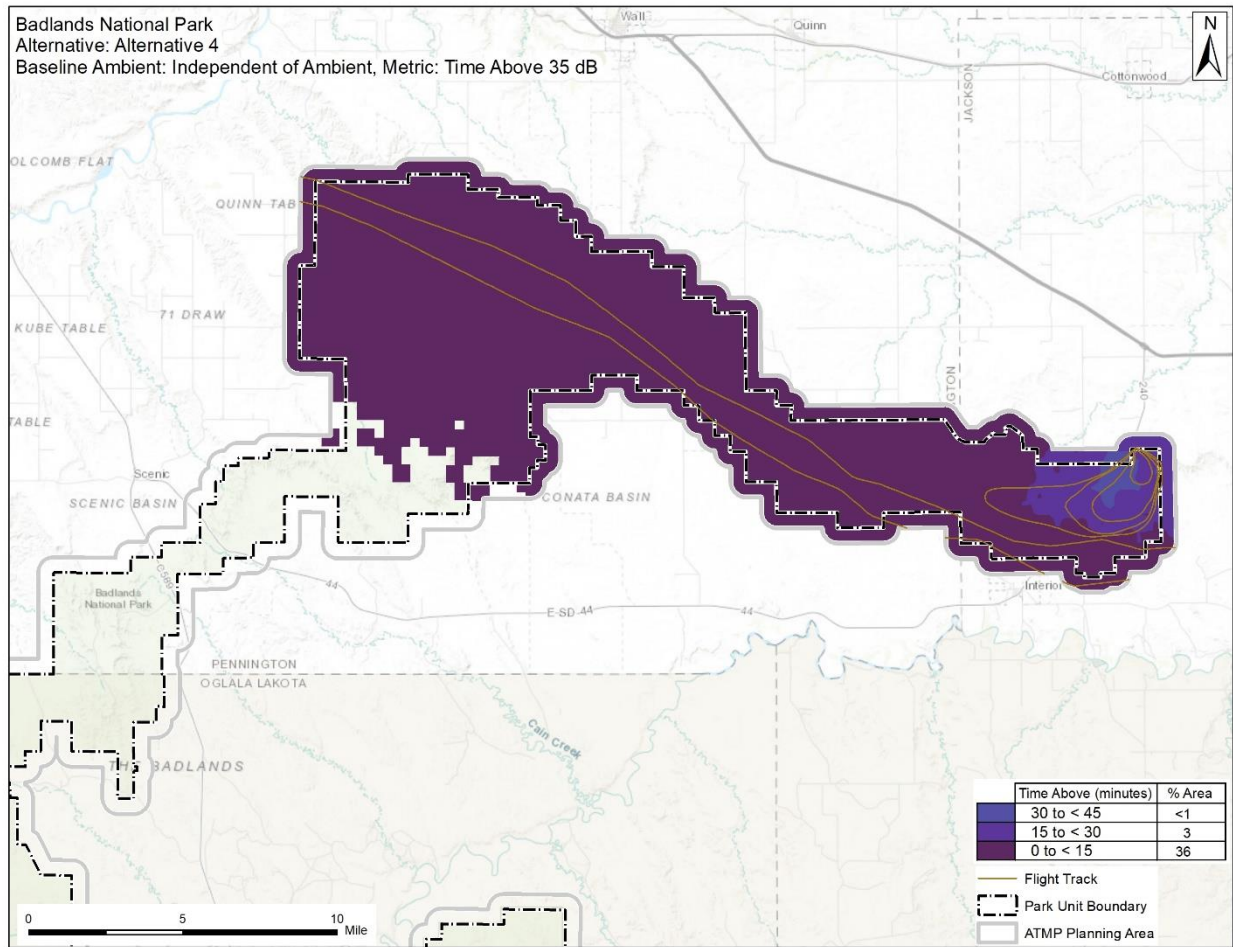 Badlands National Park
Alternative: Alternative 4
Baseline Ambient: Independent of Ambient, Metric: Time Above 35 dB
Wall
Quinn
N
Cottonwood
JACKSON
OLCOMB FLAT
QUINN TAB
71 DRAW
KUBE TABLE
GTON
240
TABLE
Scenic
SCENIC BASIN
CONATA BASIN
C589
44
Interior
Badlands
National Park
E-SD-44
44
PENNINGTON
OGLALA LAKOTA
Cain Creek
BADLANDS
Time Above (minutes) % Area
30 to < 45 <1
15 to < 30 3
0 to < 15 36
Flight Track
Park Unit Boundary
ATMP Planning Area
0 5 10
Mile